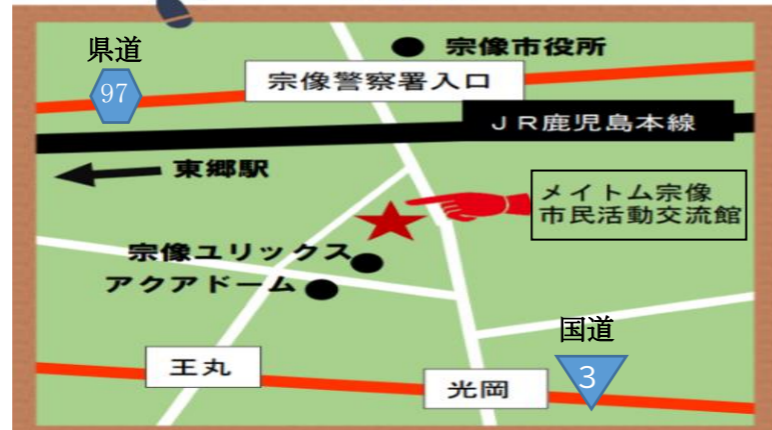 県道
97
宗像市役所
宗像警察署入口
JR鹿児島本線
東郷駅
メイトム宗像
市民活動交流館
宗像ユリックス
アクアドーム
国道
3
王丸
光岡